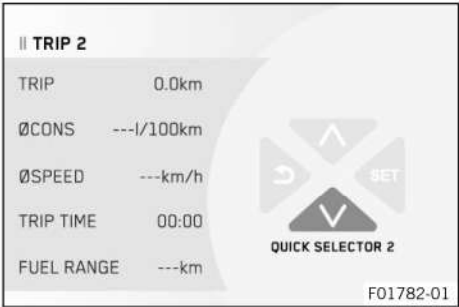 TRIP 2
TRIP 0.0km
ØCONS ---l/100km
ØSPEED ---km/h
TRIP TIME 00:00
FUEL RANGE ---km
SET
QUICK SELECTOR 2
F01782-01